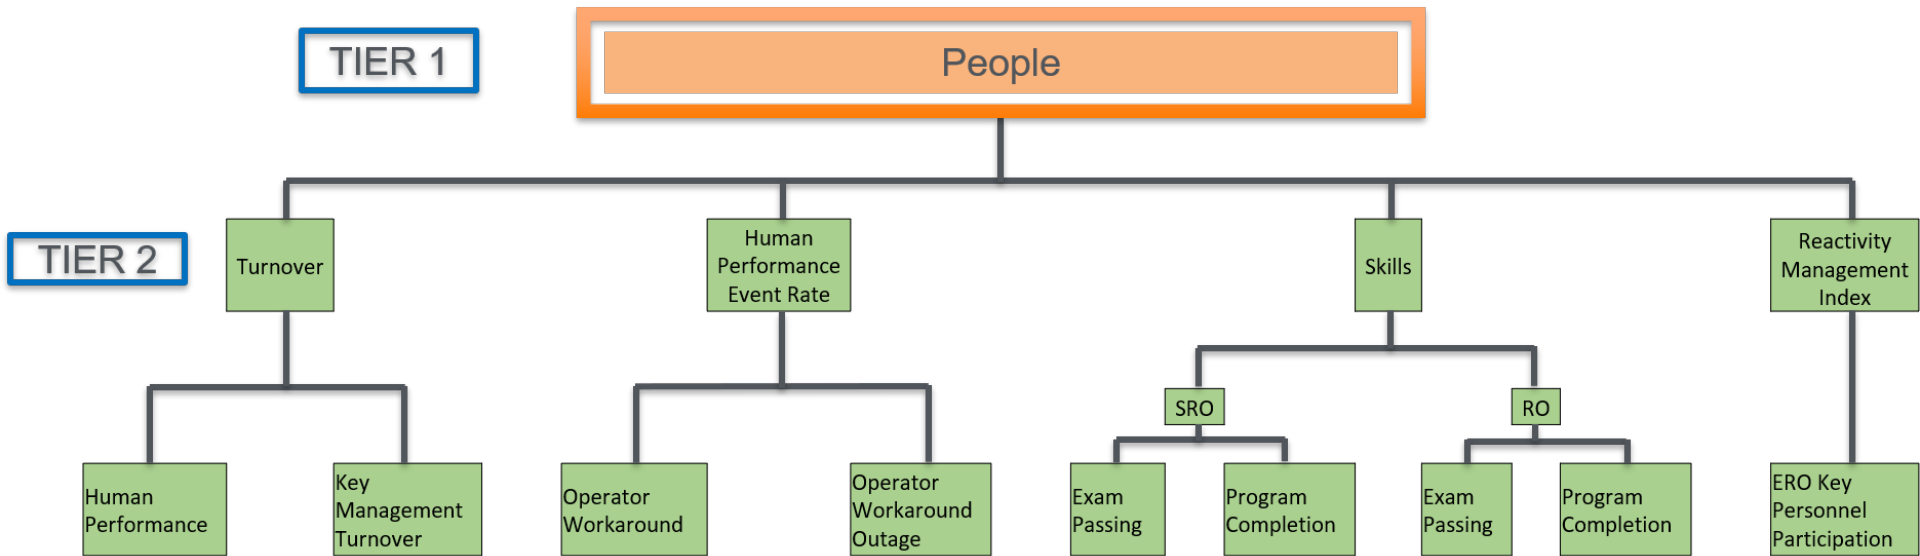 TIER 1
People
TIER 2
Turnover
Human
Performance
Event Rate
Skills
Reactivity
Management
Index
SRO
RO
Human
Performance
Key
Management
Turnover
Operator
Workaround
Operator
Workaround
Outage
Exam
Passing
Program
Completion
Exam
Passing
Program
Completion
ERO Key
Personnel
Participation